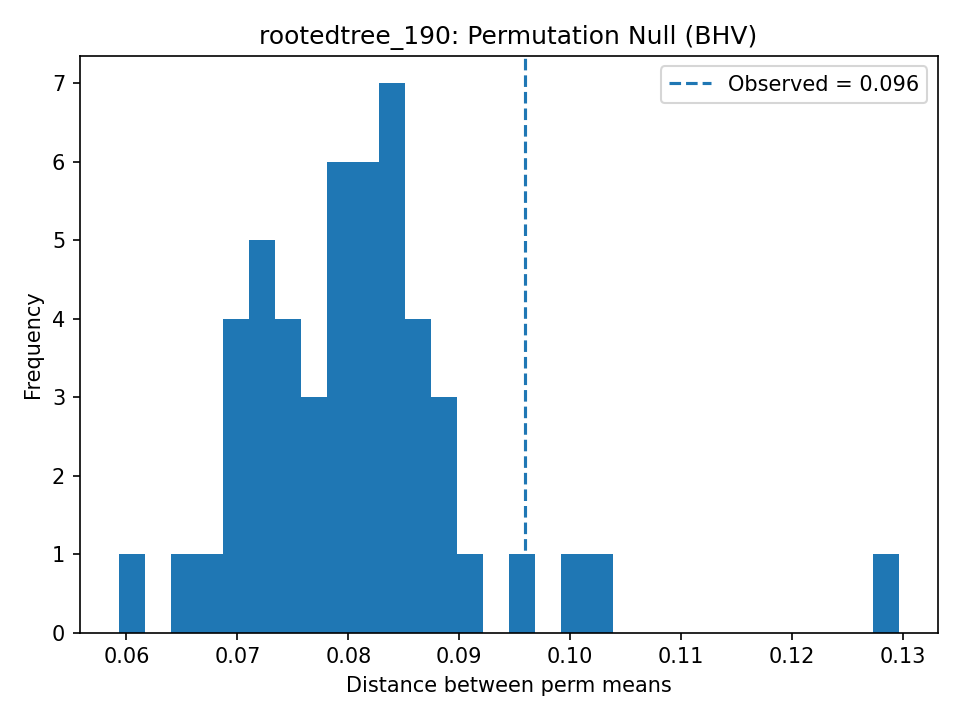 rootedtree_190: Permutation Null (BHV)
Observed = 0.096
7
6
5
4
3
2
1
0
Frequency
0.06 0.07 0.08 0.09 0.10 0.11 0.12 0.13
Distance between perm means